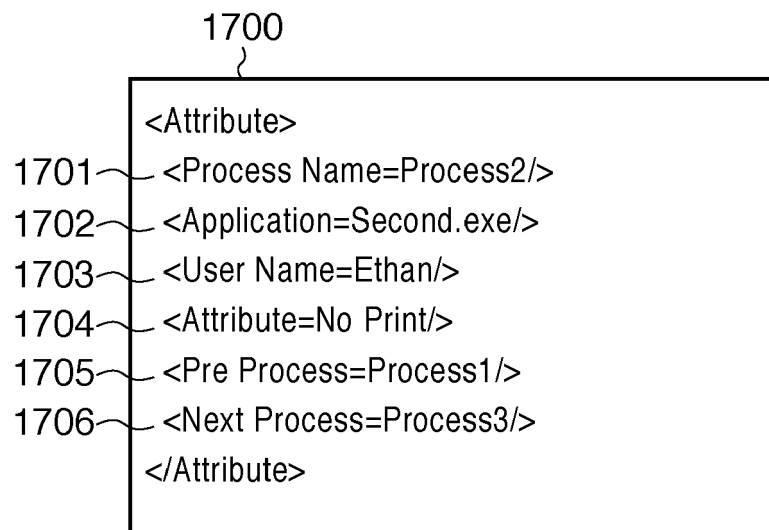 1700
<Attribute>
1701 <Process Name=Process2/>
1702 <Application=Second.exe/>
1703 <User Name=Ethan/>
1704 <Attribute=No Print/>
1705 <Pre Process=Process1/>
1706 <Next Process=Process3/>
</Attribute>